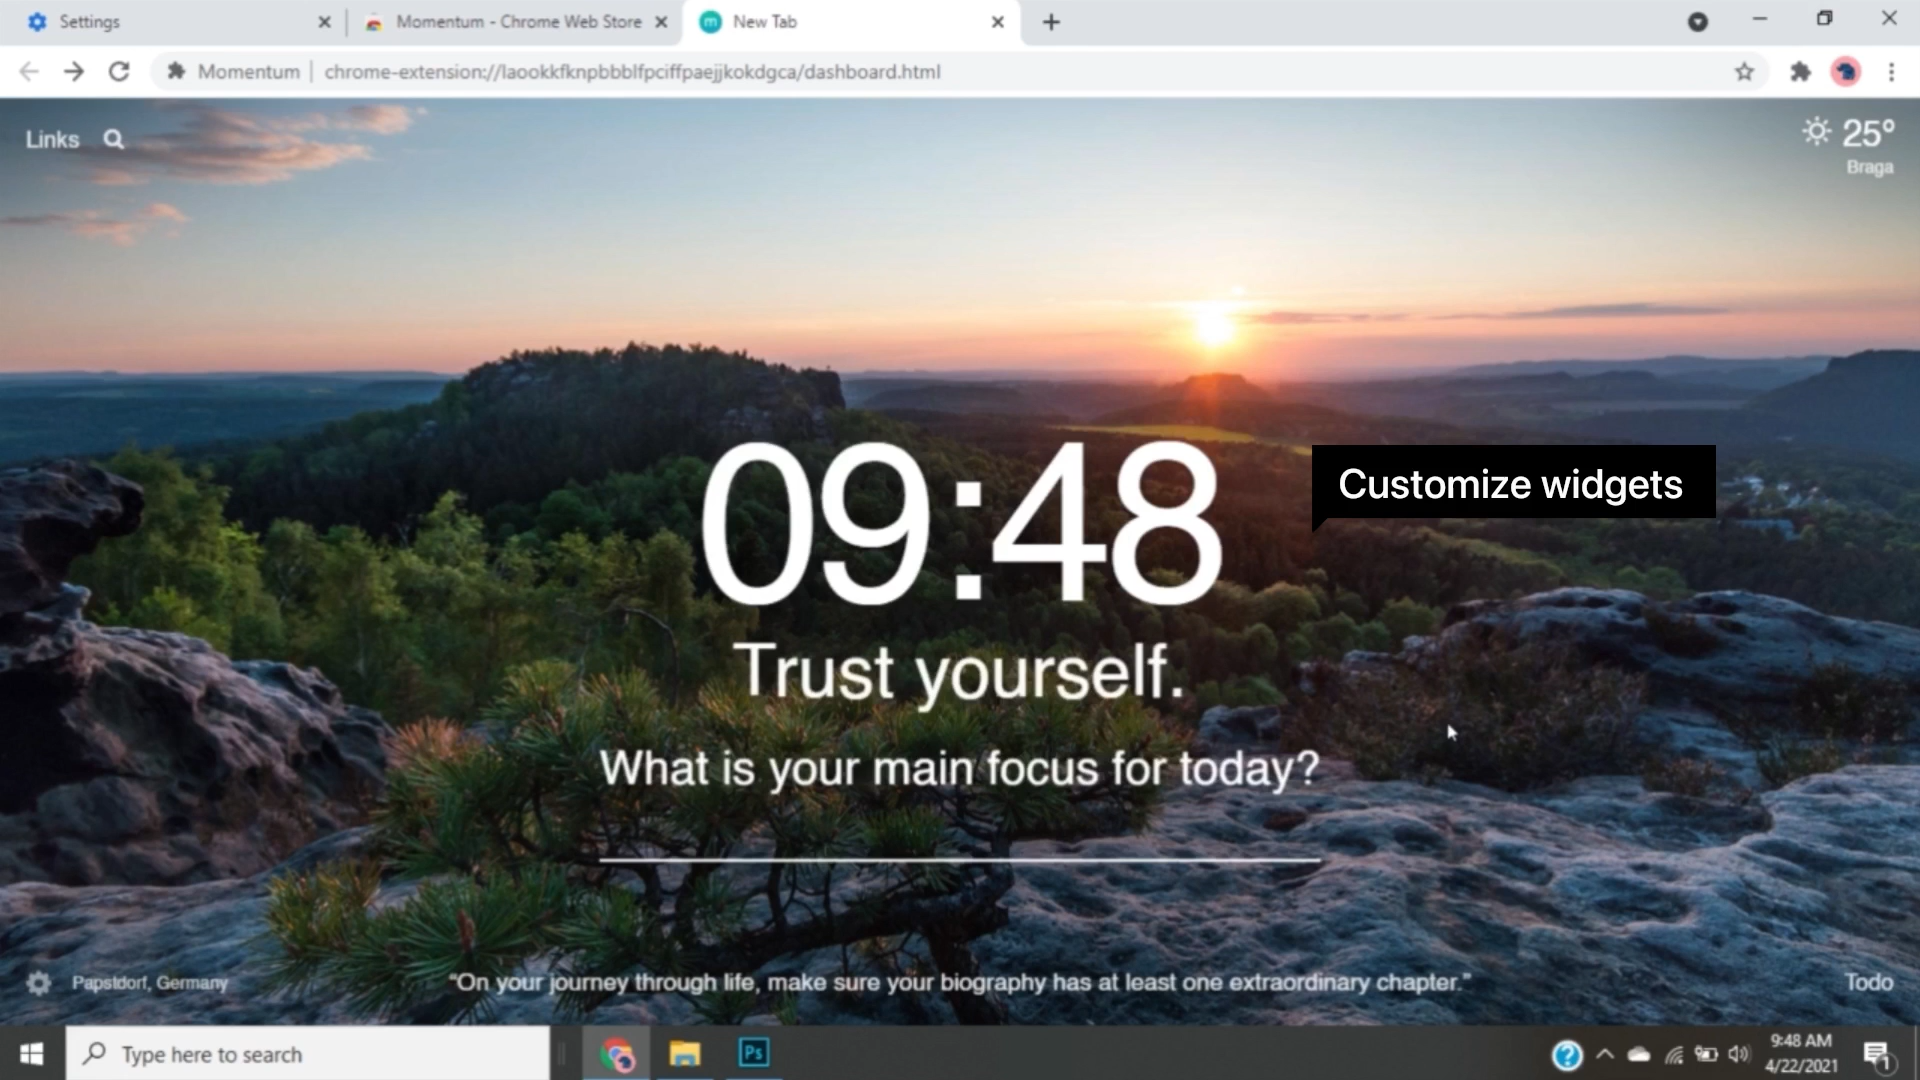 Settings
Momentum - Chrome Web Store
New Tab
Momentum
chrome-extension://laookkfknpbbblfpciffpaejjkokdgca/dashboard.html
Links
25°
Braga
09:48
Customize widgets
Trust yourself.
What is your main focus for today?
Papstdorf, Germany
“On your journey through life, make sure your biography has at least one extraordinary chapter.”
Todo
Type here to search
Ps
9:48 AM
4/22/2021
1